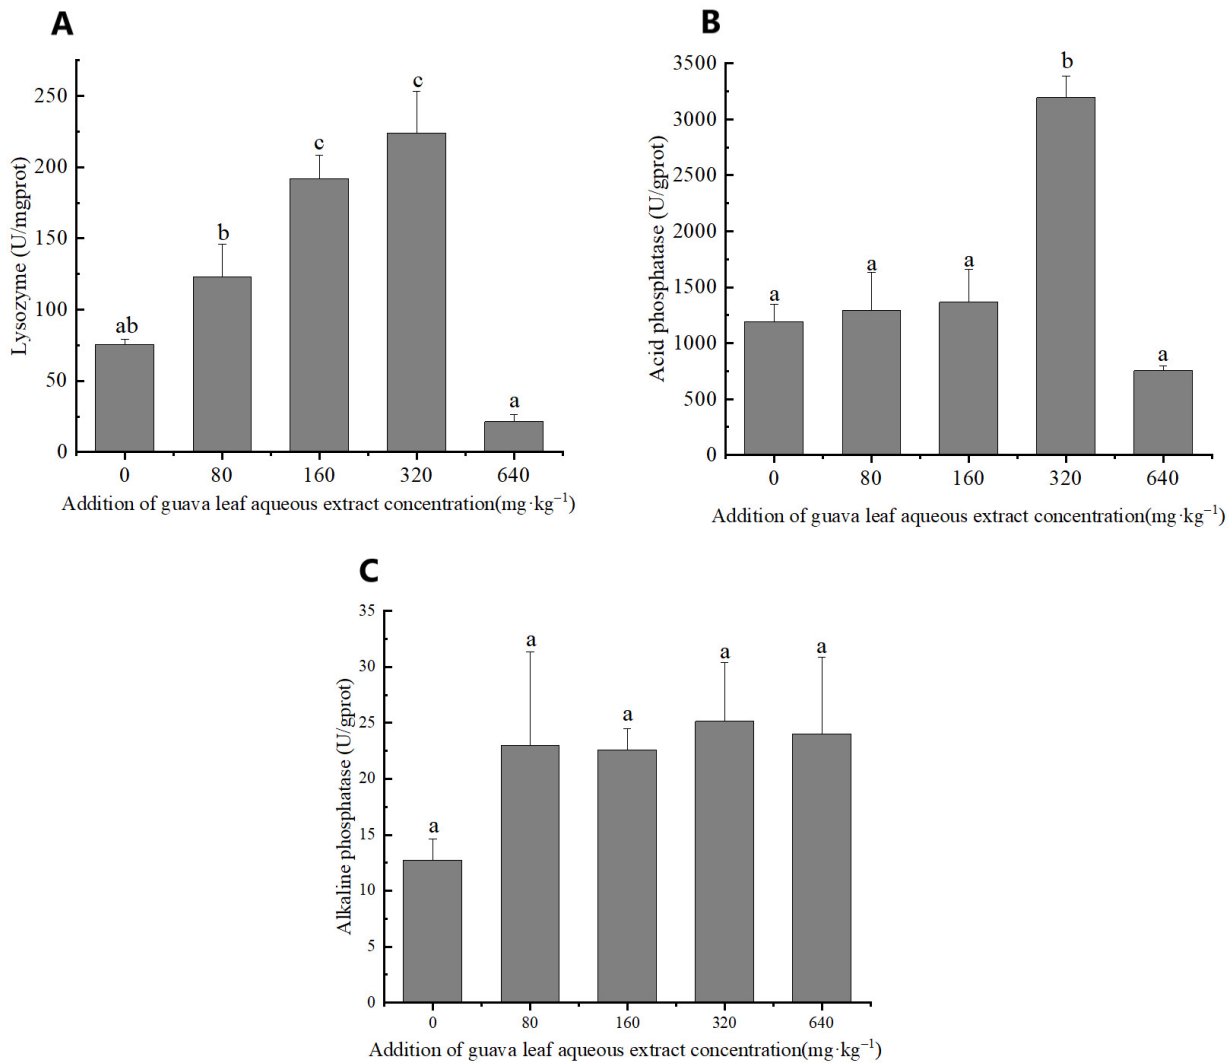 A
Lysozyme (U/mgprot)
250
200
150
100
50
0
ab
b
c
c
a
0 80 160 320 640
Addition of guava leaf aqueous extract concentration(mg·kg⁻¹)
B
Acid phosphatase (U/gprot)
3500
3000
2500
2000
1500
1000
500
0
a
a
a
b
a
0 80 160 320 640
Addition of guava leaf aqueous extract concentration(mg·kg⁻¹)
C
Alkaline phosphatase (U/gprot)
35
30
25
20
15
10
5
0
a
a
a
a
a
0 80 160 320 640
Addition of guava leaf aqueous extract concentration(mg·kg⁻¹)